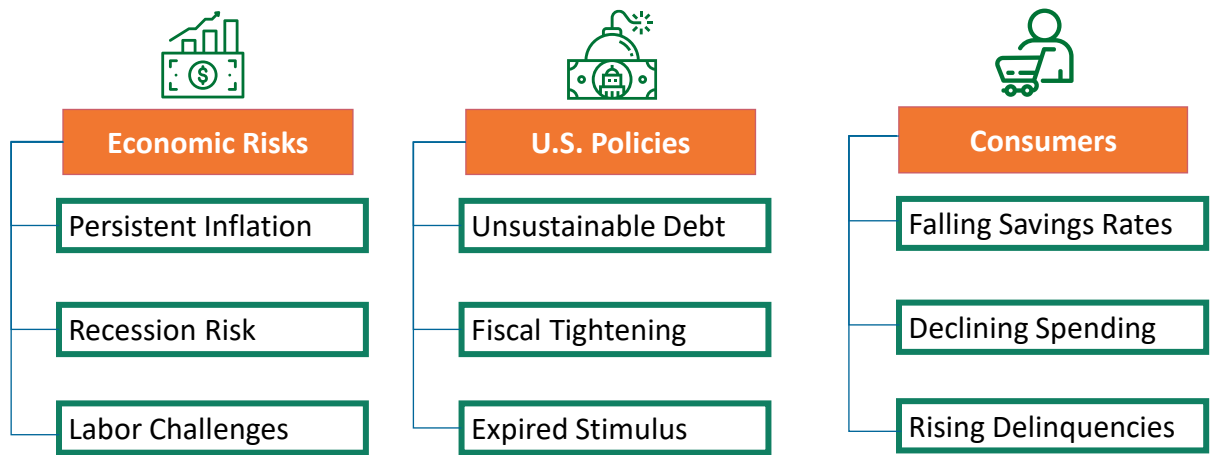 $
Economic Risks
Persistent Inflation
Recession Risk
Labor Challenges
U.S. Policies
Unsustainable Debt
Fiscal Tightening
Expired Stimulus
Consumers
Falling Savings Rates
Declining Spending
Rising Delinquencies